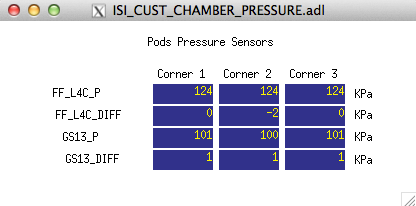 ISI_CUST_CHAMBER_PRESSURE.adl
Pods Pressure Sensors
Corner 1 Corner 2 Corner 3
FF_L4C_P 124 124 124 KPa
FF_L4C_DIFF 0 -2 0 KPa
GS13_P 101 100 101 KPa
GS13_DIFF 1 1 1 KPa